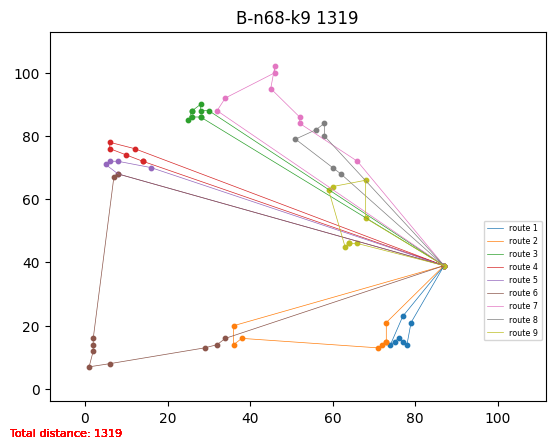 B-n68-k9 1319
100
80
60
40
20
0
0 20 40 60 80 100
route 1
route 2
route 3
route 4
route 5
route 6
route 7
route 8
route 9
Total distance: 1319